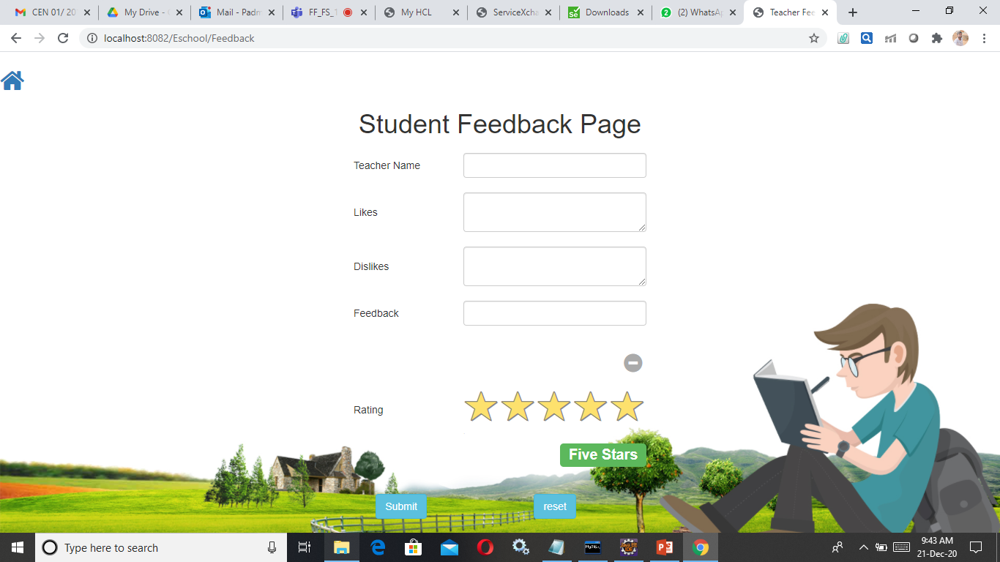 CEN 01/ 20
My Drive -
Mail - Padm
FF_FS_1
My HCL
ServiceXcha
Downloads
(2) WhatsAp
Teacher Fee
localhost:8082/Eschool/Feedback
Student Feedback Page
Teacher Name
Likes
Dislikes
Feedback
Rating
Five Stars
Submit
reset
Type here to search
9:43 AM
21-Dec-20